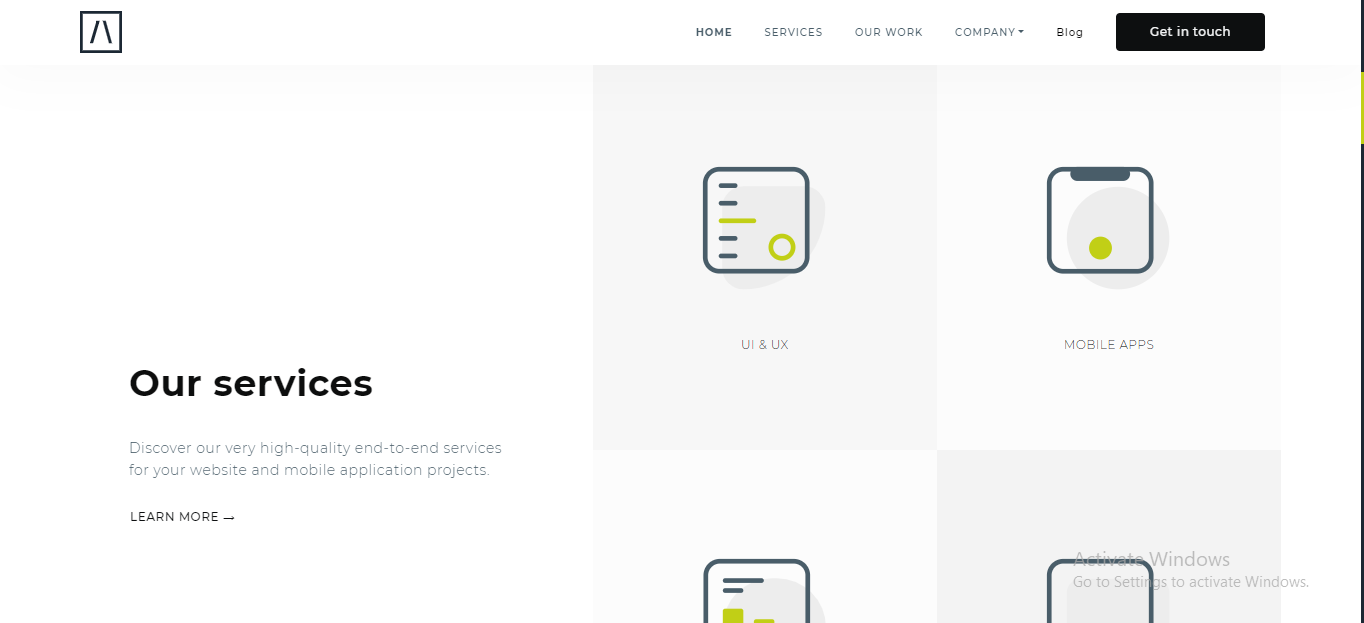 HOME SERVICES OUR WORK COMPANY Blog Get in touch
UI & UX
MOBILE APPS
Our services
Discover our very high-quality end-to-end services
for your website and mobile application projects.
LEARN MORE →
Activate Windows
Go to Settings to activate Windows.